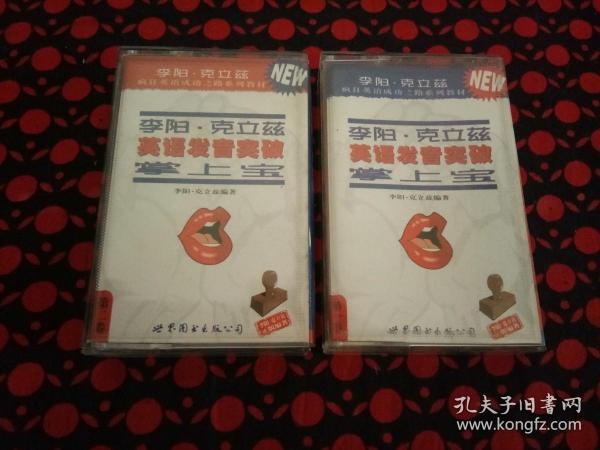 李阳·克立兹
疯狂英语成功之路系列教材
NEW
李阳·克立兹
英语发音突破
掌上宝
李阳·克立兹编著
世界图书出版公司
李阳·克立兹
疯狂英语成功之路系列教材
NEW
李阳·克立兹
英语发音突破
掌上宝
李阳·克立兹编著
世界图书出版公司
孔夫子旧书网
www.kongfz.com